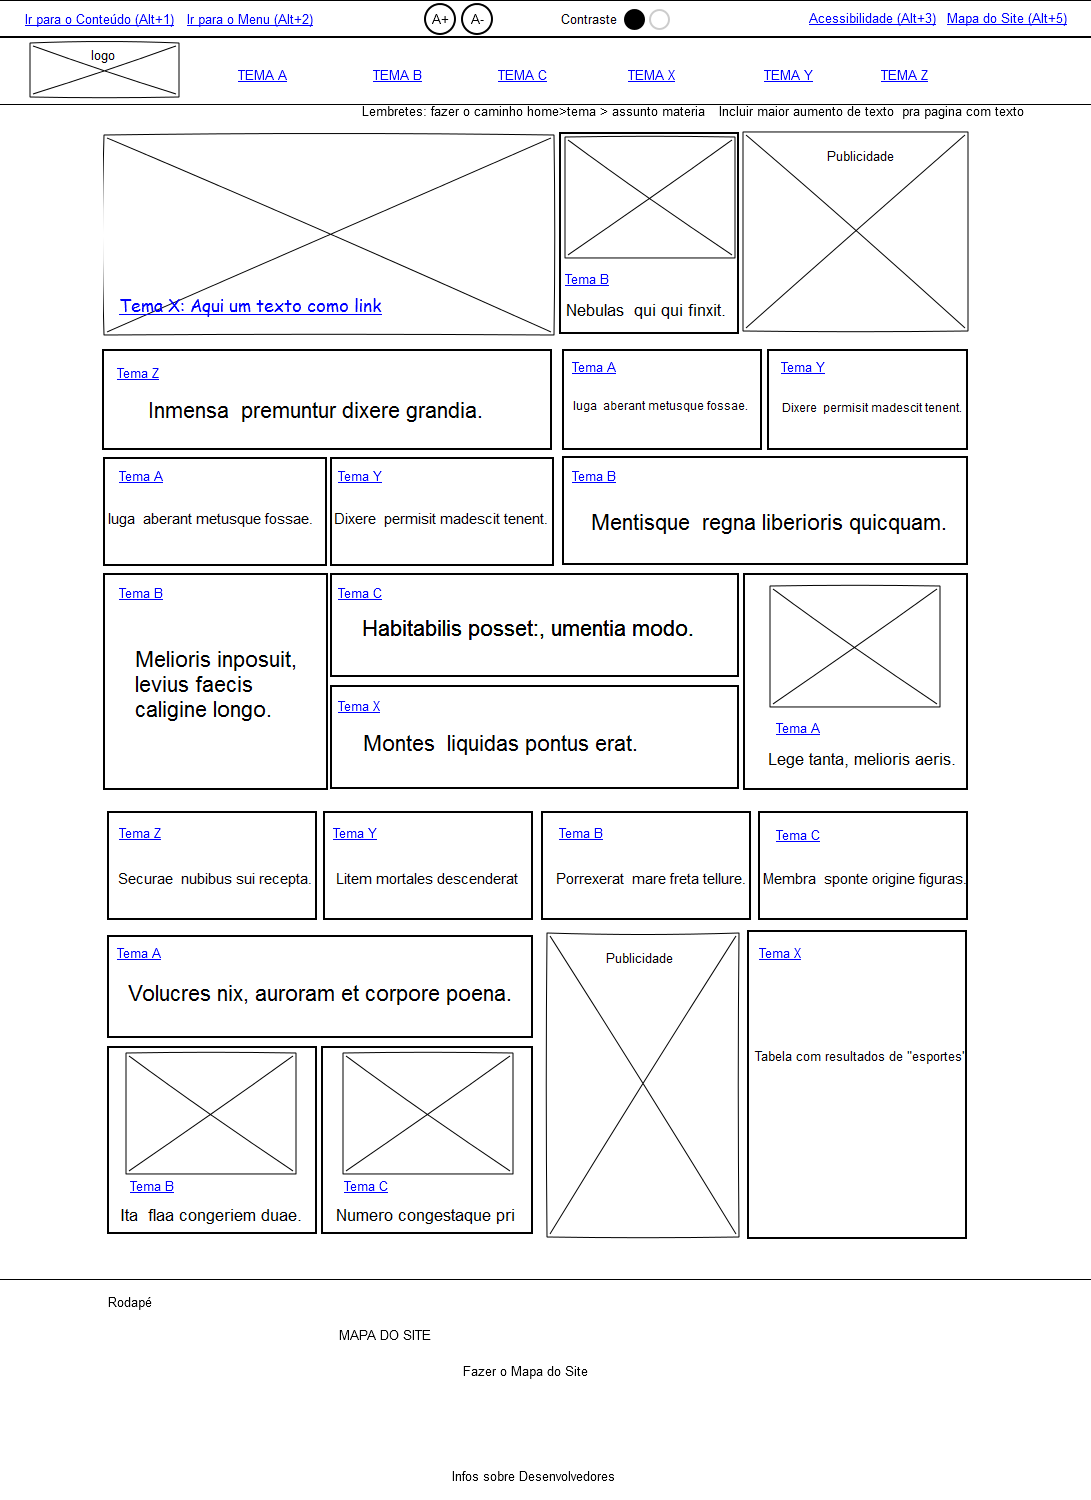 Ir para o Conteúdo (Alt+1) Ir para o Menu (Alt+2) A+ A- Contraste Acessibilidade (Alt+3) Mapa do Site (Alt+5)
logo
TEMA A TEMA B TEMA C TEMA X TEMA Y TEMA Z
Lembretes: fazer o caminho home>tema > assunto materia Incluir maior aumento de texto pra pagina com texto
Tema X: Aqui um texto como link
Tema B
Nebulas qui qui finxit.
Publicidade
Tema Z
Inmensa premuntur dixere grandia.
Tema A
Iuga aberant metusque fossae.
Tema Y
Dixere permisit madescit tenent.
Tema A
Iuga aberant metusque fossae.
Tema Y
Dixere permisit madescit tenent.
Tema B
Mentisque regna liberioris quicquam.
Tema B
Melioris inposuit,
levius faecis
caligine longo.
Tema C
Habitabilis posset:, umentia modo.
Tema X
Montes liquidas pontus erat.
Tema A
Lege tanta, melioris aeris.
Tema Z
Securae nubibus sui recepta.
Tema Y
Litem mortales descenderat
Tema B
Porrexerat mare freta tellure.
Tema C
Membra sponte origine figuras.
Tema A
Volucres nix, auroram et corpore poena.
Publicidade
Tema X
Tabela com resultados de "esportes"
Tema B
Ita flaa congeriem duae.
Tema C
Numero congestaque pri
Rodapé
MAPA DO SITE
Fazer o Mapa do Site
Infos sobre Desenvolvedores